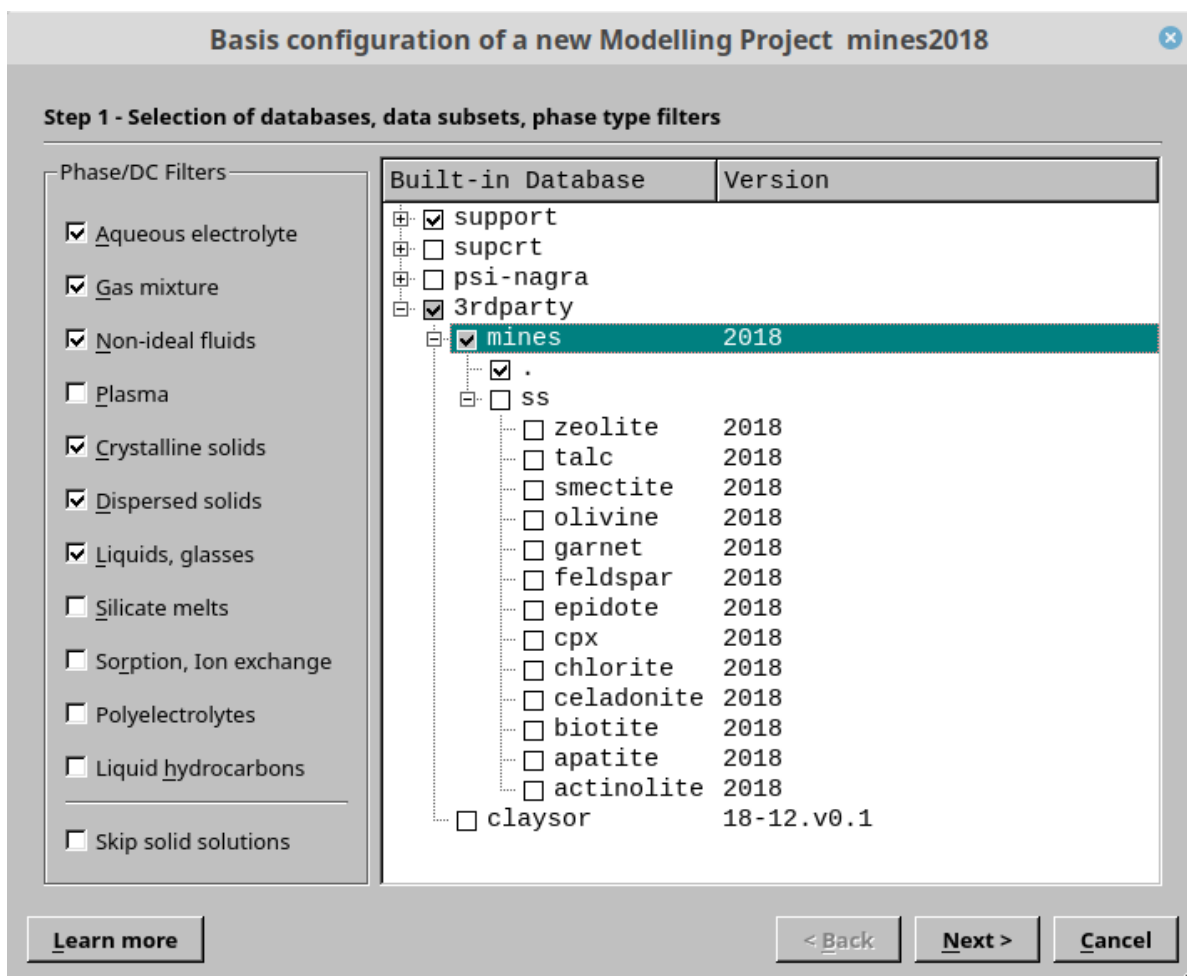 Basis configuration of a new Modelling Project mines2018
Step 1 - Selection of databases, data subsets, phase type filters
Phase/DC Filters
Aqueous electrolyte
Gas mixture
Non-ideal fluids
Plasma
Crystalline solids
Dispersed solids
Liquids, glasses
Silicate melts
Sorption, Ion exchange
Polyelectrolytes
Liquid hydrocarbons
Skip solid solutions
Built-in Database Version
support
supcrt
psi-nagra
3rdparty
mines 2018
.
ss
zeolite 2018
talc 2018
smectite 2018
olivine 2018
garnet 2018
feldspar 2018
epidote 2018
cpx 2018
chlorite 2018
celadonite 2018
biotite 2018
apatite 2018
actinolite 2018
claysor 18-12.v0.1
Learn more < Back Next > Cancel